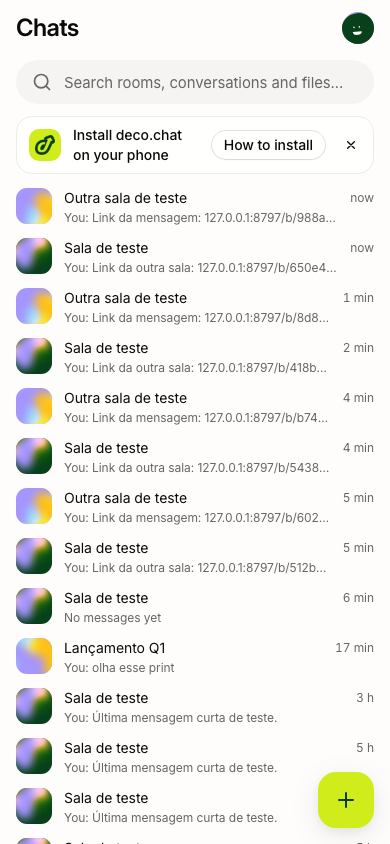 Chats
Search rooms, conversations and files...
Install deco.chat
on your phone
How to install
Outra sala de teste
now
You: Link da mensagem: 127.0.0.1:8797/b/988a...
Sala de teste
now
You: Link da outra sala: 127.0.0.1:8797/b/650e4...
Outra sala de teste
1 min
You: Link da mensagem: 127.0.0.1:8797/b/8d8...
Sala de teste
2 min
You: Link da outra sala: 127.0.0.1:8797/b/418b...
Outra sala de teste
4 min
You: Link da mensagem: 127.0.0.1:8797/b/b74...
Sala de teste
4 min
You: Link da outra sala: 127.0.0.1:8797/b/5438...
Outra sala de teste
5 min
You: Link da mensagem: 127.0.0.1:8797/b/602...
Sala de teste
5 min
You: Link da outra sala: 127.0.0.1:8797/b/512b...
Sala de teste
6 min
No messages yet
Lançamento Q1
17 min
You: olha esse print
Sala de teste
3 h
You: Última mensagem curta de teste.
Sala de teste
5 h
You: Última mensagem curta de teste.
Sala de teste
You: Última mensagem curta de teste.